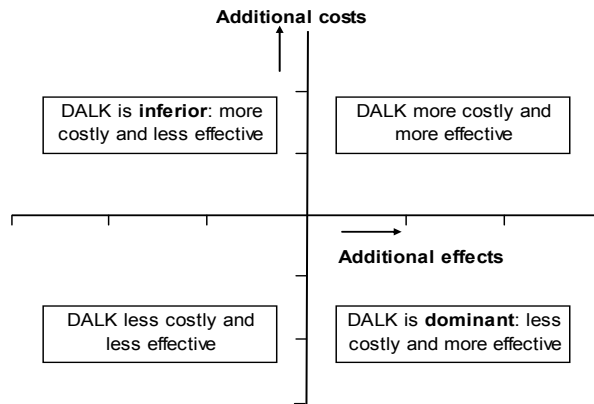 Additional costs
DALK is inferior: more
costly and less effective
DALK more costly and
more effective
Additional effects
DALK less costly and
less effective
DALK is dominant: less
costly and more effective